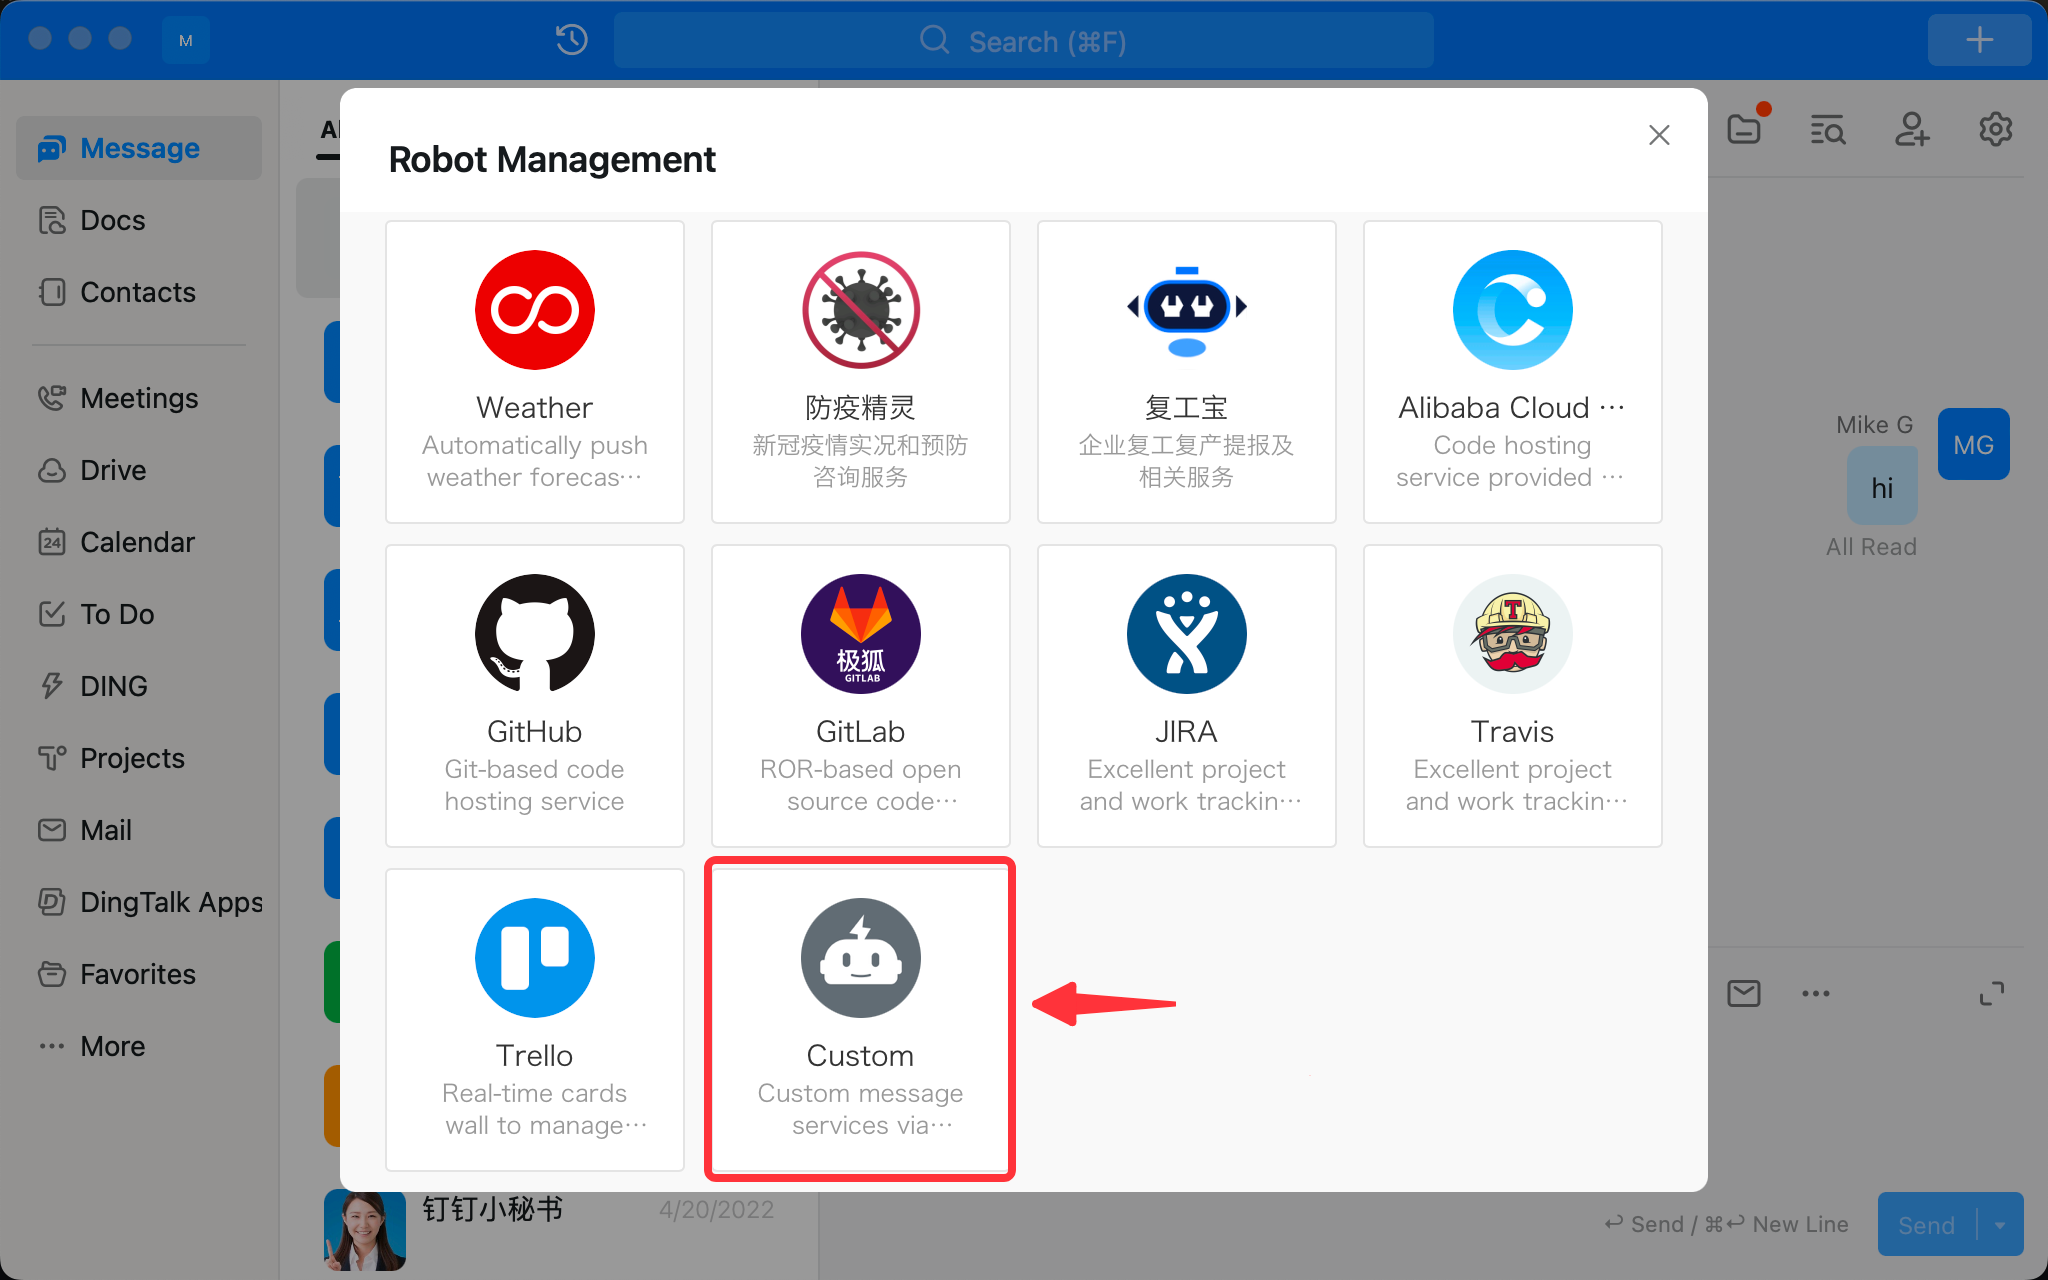 M
Search (⌘F)
Message
Docs
Contacts
Meetings
Drive
24
Calendar
To Do
DING
Projects
Mail
DingTalk Apps
Favorites
More
Robot Management
Weather
Automatically push
weather forecas···
防疫精灵
新冠疫情实况和预防
咨询服务
复工宝
企业复工复产提报及
相关服务
Alibaba Cloud ···
Code hosting
service provided ···
GitHub
Git-based code
hosting service
极狐
GITLAB
GitLab
ROR-based open
source code···
JIRA
Excellent project
and work trackin···
T
Travis
Excellent project
and work trackin···
Trello
Real-time cards
wall to manage···
Custom
Custom message
services via···
Mike G
MG
hi
All Read
钉钉小秘书
4/20/2022
↩ Send / ⌘↩ New Line
Send